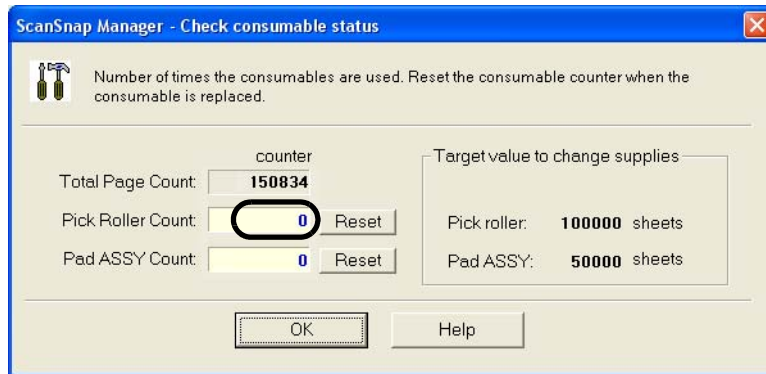 ScanSnap Manager - Check consumable status
Number of times the consumables are used. Reset the consumable counter when the
consumable is replaced.
counter
Target value to change supplies
Total Page Count: 150834
Pick Roller Count: 0 Reset
Pick roller: 100000 sheets
Pad ASSY Count: 0 Reset
Pad ASSY: 50000 sheets
OK Help